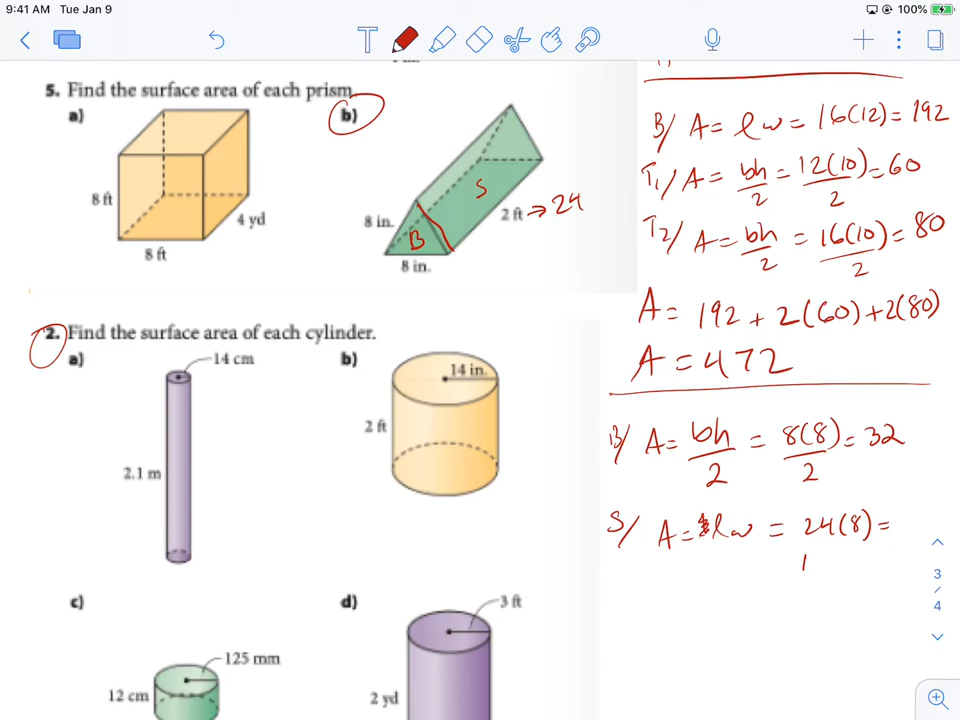 9:41 AM Tue Jan 9
100%
T
5. Find the surface area of each prism.
a)
b)
8 ft
4 yd
8 ft
8 in.
8 in.
2 ft → 24
S
B
2. Find the surface area of each cylinder.
a)
14 cm
2.1 m
b)
14 in.
2 ft
c)
125 mm
12 cm
d)
3 ft
2 yd
B/ A = lw = 16(12) = 192
T1/ A = bh/2 = 12(10)/2 = 60
T2/ A = bh/2 = 16(10)/2 = 80
A = 192 + 2(60) + 2(80)
A = 472
B/ A = bh/2 = 8(8)/2 = 32
S/ A = lw = 24(8) =
1
3
/
4